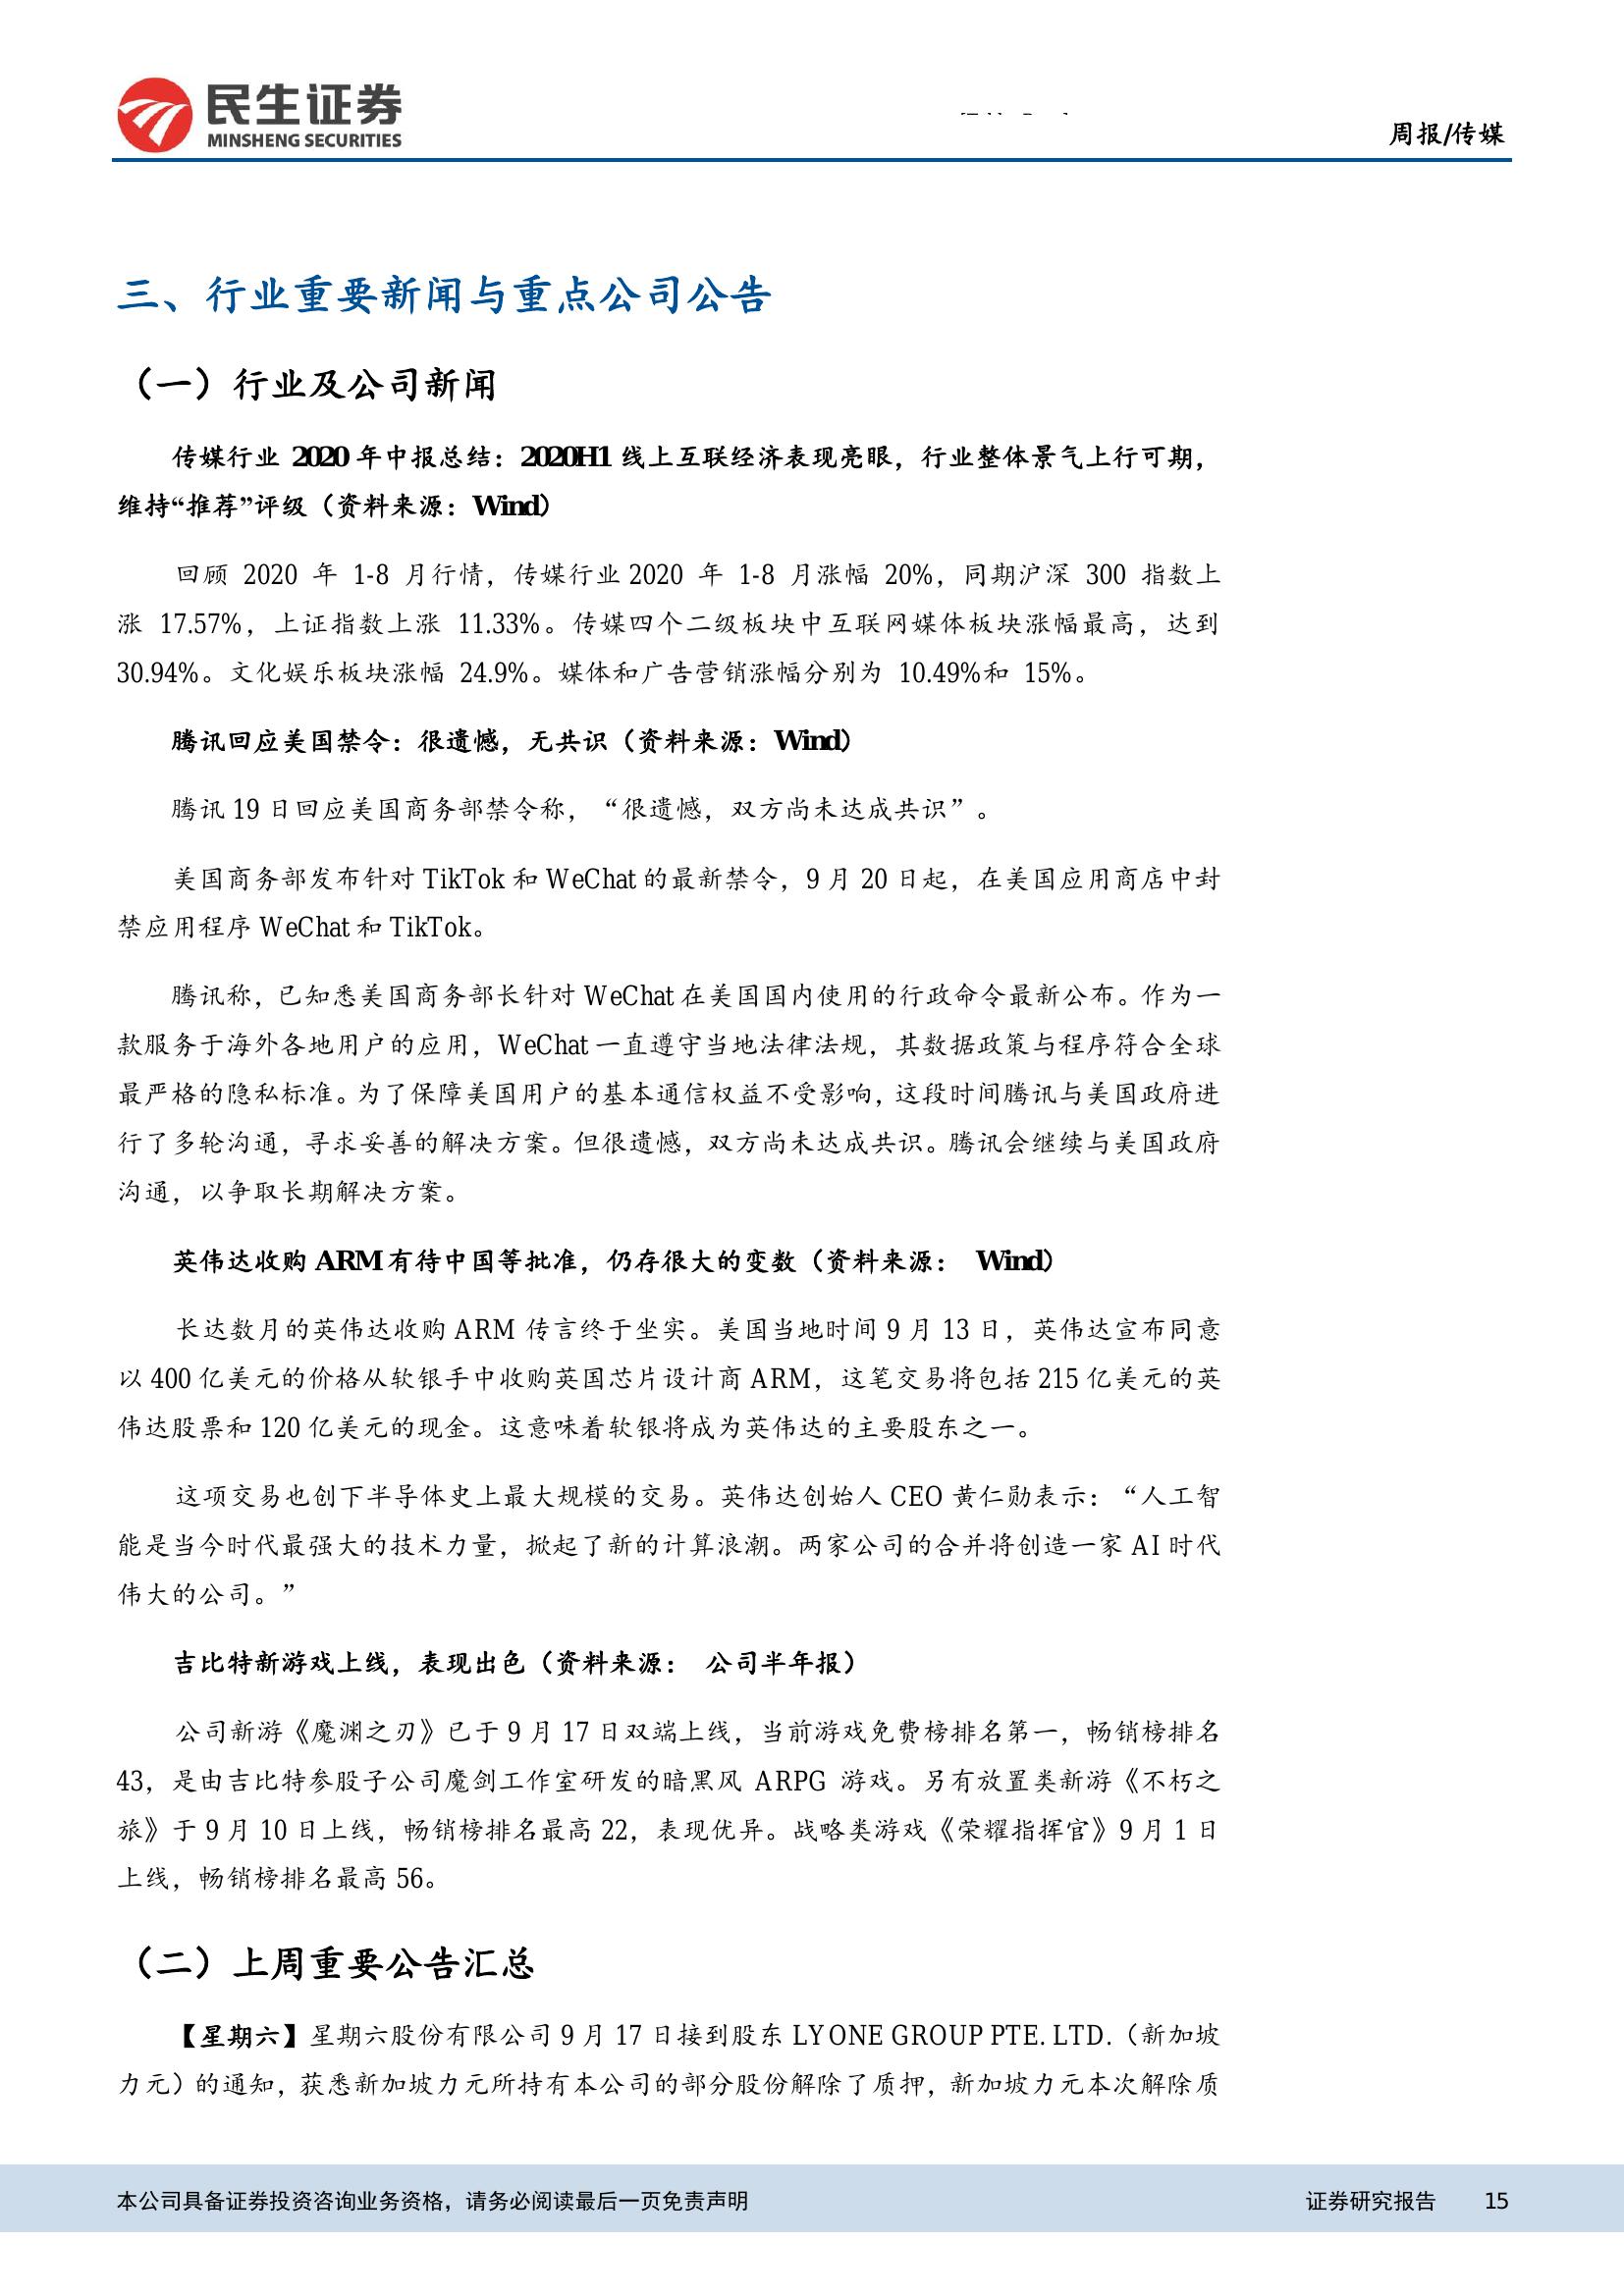 民生证券
MINSHENG SECURITIES
周报/传媒
三、行业重要新闻与重点公司公告
（一）行业及公司新闻
传媒行业 2020 年中报总结：2020H1 线上互联经济表现亮眼，行业整体景气上行可期，
维持“推荐”评级（资料来源：Wind）
回顾 2020 年 1-8 月行情，传媒行业 2020 年 1-8 月涨幅 20%，同期沪深 300 指数上
涨 17.57%，上证指数上涨 11.33%。传媒四个二级板块中互联网媒体板块涨幅最高，达到
30.94%。文化娱乐板块涨幅 24.9%。媒体和广告营销涨幅分别为 10.49%和 15%。
腾讯回应美国禁令：很遗憾，无共识（资料来源：Wind）
腾讯 19 日回应美国商务部禁令称，“很遗憾，双方尚未达成共识”。
美国商务部发布针对 TikTok 和 WeChat 的最新禁令，9 月 20 日起，在美国应用商店中封
禁应用程序 WeChat 和 TikTok。
腾讯称，已知悉美国商务部长针对 WeChat 在美国国内使用的行政命令最新公布。作为一
款服务于海外各地用户的应用，WeChat 一直遵守当地法律法规，其数据政策与程序符合全球
最严格的隐私标准。为了保障美国用户的基本通信权益不受影响，这段时间腾讯与美国政府进
行了多轮沟通，寻求妥善的解决方案。但很遗憾，双方尚未达成共识。腾讯会继续与美国政府
沟通，以争取长期解决方案。
英伟达收购 ARM 有待中国等批准，仍存很大的变数（资料来源： Wind）
长达数月的英伟达收购 ARM 传言终于坐实。美国当地时间 9 月 13 日，英伟达宣布同意
以 400 亿美元的价格从软银手中收购英国芯片设计商 ARM，这笔交易将包括 215 亿美元的英
伟达股票和 120 亿美元的现金。这意味着软银将成为英伟达的主要股东之一。
这项交易也创下半导体史上最大规模的交易。英伟达创始人 CEO 黄仁勋表示：“人工智
能是当今时代最强大的技术力量，掀起了新的计算浪潮。两家公司的合并将创造一家 AI 时代
伟大的公司。”
吉比特新游戏上线，表现出色（资料来源： 公司半年报）
公司新游《魔渊之刃》已于 9 月 17 日双端上线，当前游戏免费榜排名第一，畅销榜排名
43，是由吉比特参股子公司魔剑工作室研发的暗黑风 ARPG 游戏。另有放置类新游《不朽之
旅》于 9 月 10 日上线，畅销榜排名最高 22，表现优异。战略类游戏《荣耀指挥官》9 月 1 日
上线，畅销榜排名最高 56。
（二）上周重要公告汇总
【星期六】星期六股份有限公司 9 月 17 日接到股东 LYONE GROUP PTE. LTD.（新加坡
力元）的通知，获悉新加坡力元所持有本公司的部分股份解除了质押，新加坡力元本次解除质
本公司具备证券投资咨询业务资格，请务必阅读最后一页免责声明
证券研究报告 15